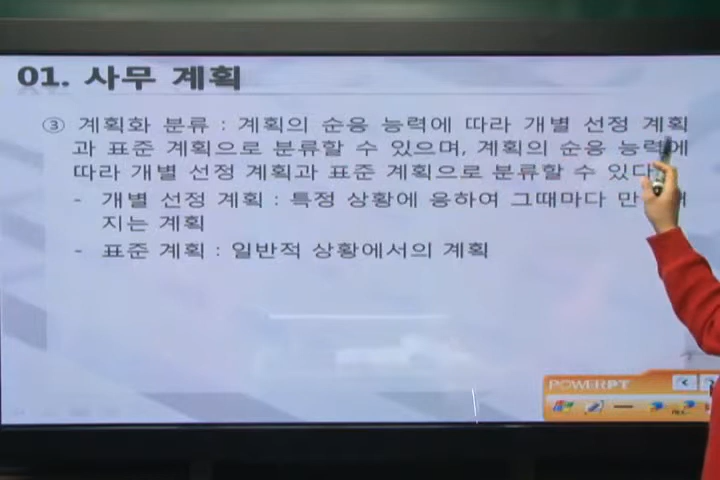 01. 사무 계획
③ 계획화 분류 : 계획의 순응 능력에 따라 개별 선정 계획
과 표준 계획으로 분류할 수 있으며, 계획의 순응 능력에
따라 개별 선정 계획과 표준 계획으로 분류할 수 있다
- 개별 선정 계획 : 특정 상황에 응하여 그때마다 만
지는 계획
- 표준 계획 : 일반적 상황에서의 계획
POWERPT